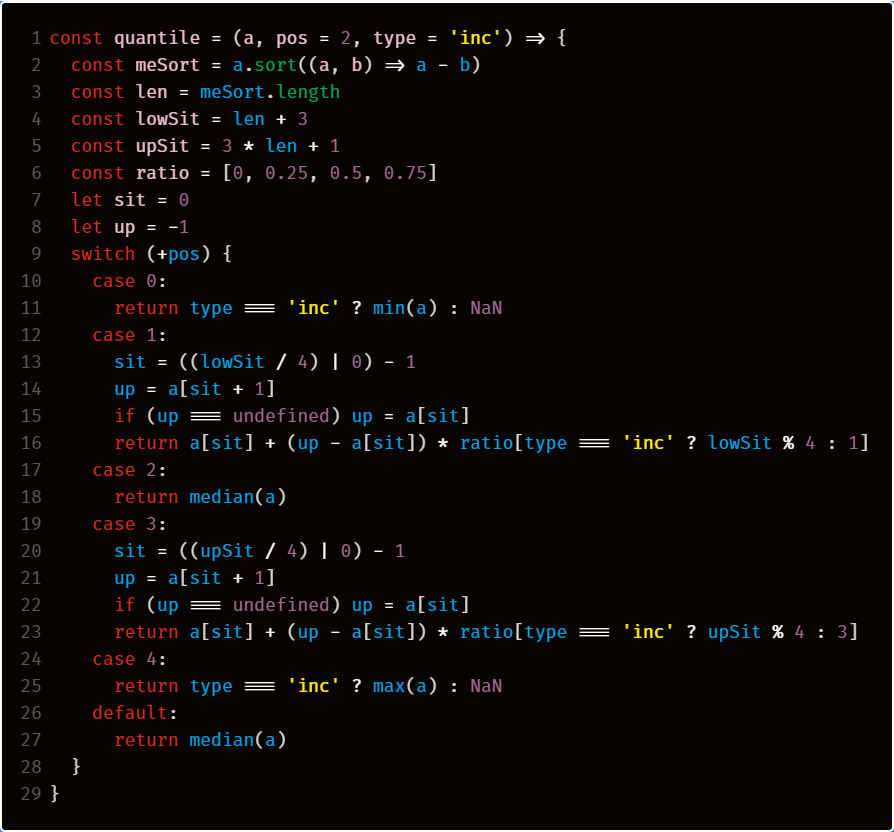 1 const quantile = (a, pos = 2, type = 'inc') => {
2   const meSort = a.sort((a, b) => a - b)
3   const len = meSort.length
4   const lowSit = len + 3
5   const upSit = 3 * len + 1
6   const ratio = [0, 0.25, 0.5, 0.75]
7   let sit = 0
8   let up = -1
9   switch (+pos) {
10     case 0:
11       return type === 'inc' ? min(a) : NaN
12     case 1:
13       sit = ((lowSit / 4) | 0) - 1
14       up = a[sit + 1]
15       if (up === undefined) up = a[sit]
16       return a[sit] + (up - a[sit]) * ratio[type === 'inc' ? lowSit % 4 : 1]
17     case 2:
18       return median(a)
19     case 3:
20       sit = ((upSit / 4) | 0) - 1
21       up = a[sit + 1]
22       if (up === undefined) up = a[sit]
23       return a[sit] + (up - a[sit]) * ratio[type === 'inc' ? upSit % 4 : 3]
24     case 4:
25       return type === 'inc' ? max(a) : NaN
26     default:
27       return median(a)
28   }
29 }